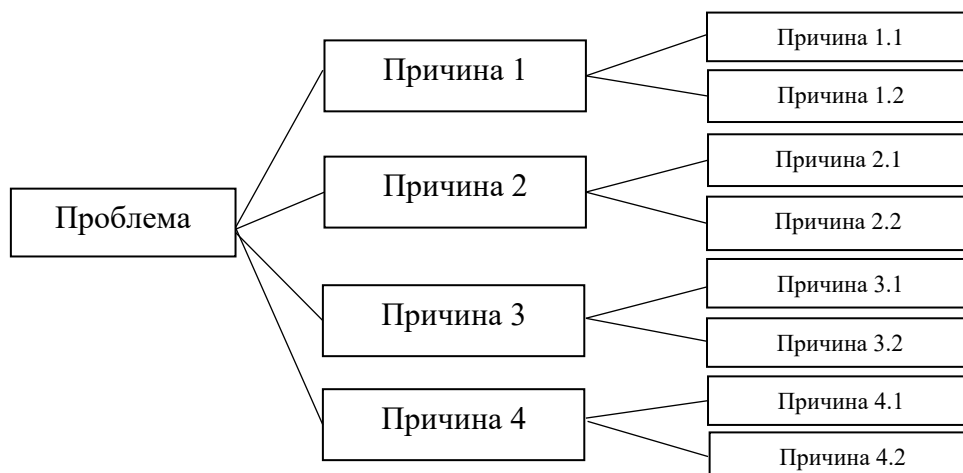 Проблема
Причина 1
Причина 1.1
Причина 1.2
Причина 2
Причина 2.1
Причина 2.2
Причина 3
Причина 3.1
Причина 3.2
Причина 4
Причина 4.1
Причина 4.2